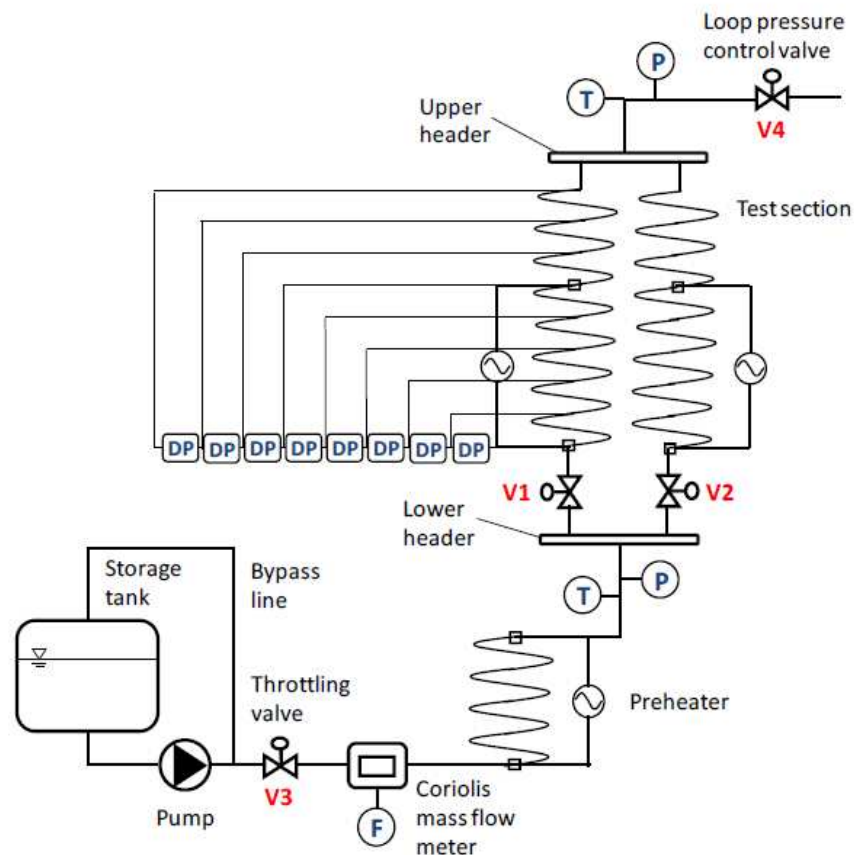 Loop pressure
control valve
P
T
V4
Upper
header
Test section
DP DP DP DP DP DP DP DP
V1
V2
Lower
header
P
T
Storage
tank
Bypass
line
Throttling
valve
Preheater
V3
Pump
F
Coriolis
mass flow
meter